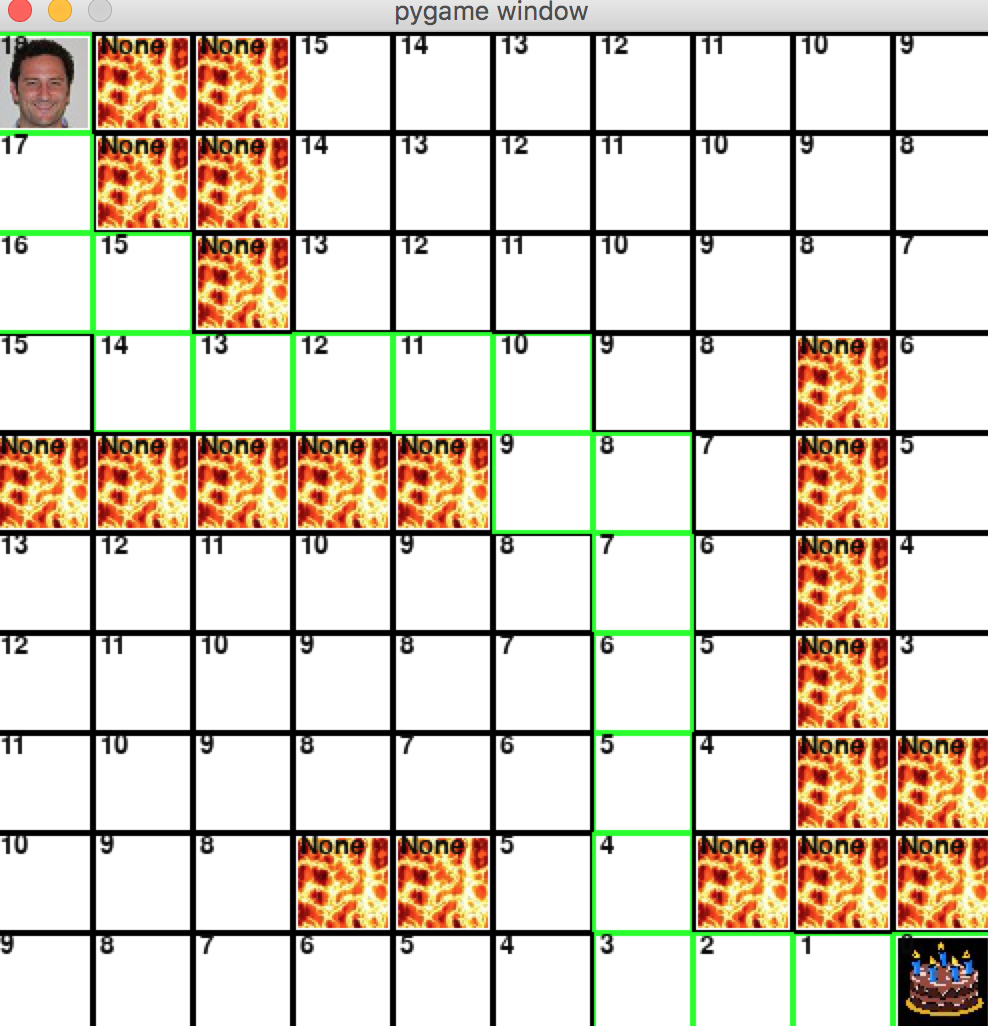 pygame window
18 None None 15 14 13 12 11 10 9
17 None None 14 13 12 11 10 9 8
16 15 None 13 12 11 10 9 8 7
15 14 13 12 11 10 9 8 None 6
None None None None None 9 8 7 None 5
13 12 11 10 9 8 7 6 None 4
12 11 10 9 8 7 6 5 None 3
11 10 9 8 7 6 5 4 None None
10 9 8 None None 5 4 None None None
9 8 7 6 5 4 3 2 1